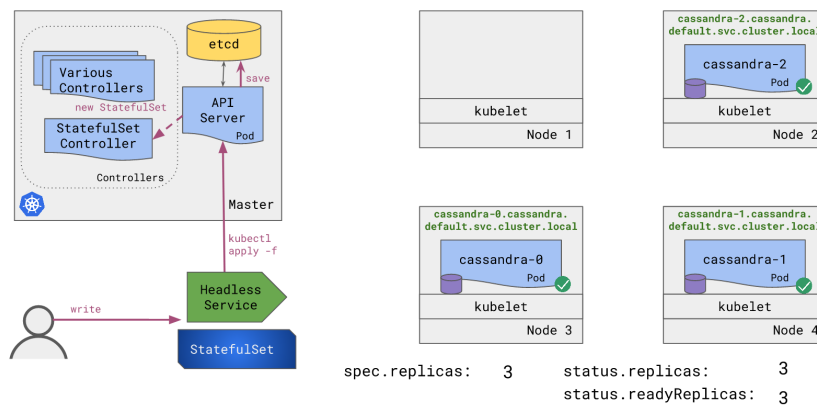 etcd
save
Various
Controllers
new StatefulSet
API
Server
Pod
StatefulSet
Controller
Controllers
Master
kubectl
apply -f
Headless
Service
write
StatefulSet
kubelet
Node 1
cassandra-2.cassandra.
default.svc.cluster.local
cassandra-2
Pod
kubelet
Node 2
cassandra-0.cassandra.
default.svc.cluster.local
cassandra-0
Pod
kubelet
Node 3
cassandra-1.cassandra.
default.svc.cluster.local
cassandra-1
Pod
kubelet
Node 4
spec.replicas: 3
status.replicas: 3
status.readyReplicas: 3